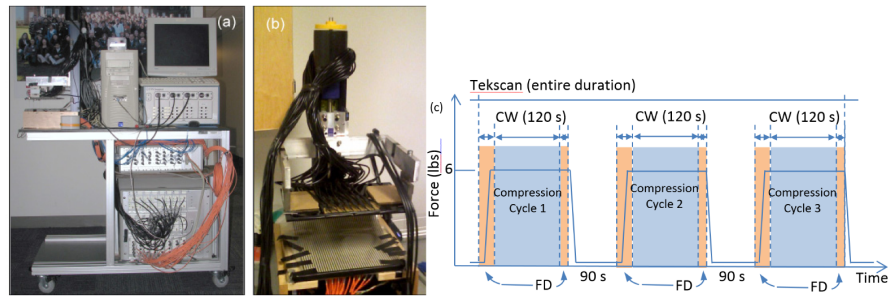 (a)
(b)
Tekscan (entire duration)
(c)
CW (120 s)
CW (120 s)
CW (120 s)
Force (lbs)
6
Compression
Cycle 1
Compression
Cycle 2
Compression
Cycle 3
90 s
90 s
Time
FD
FD
FD